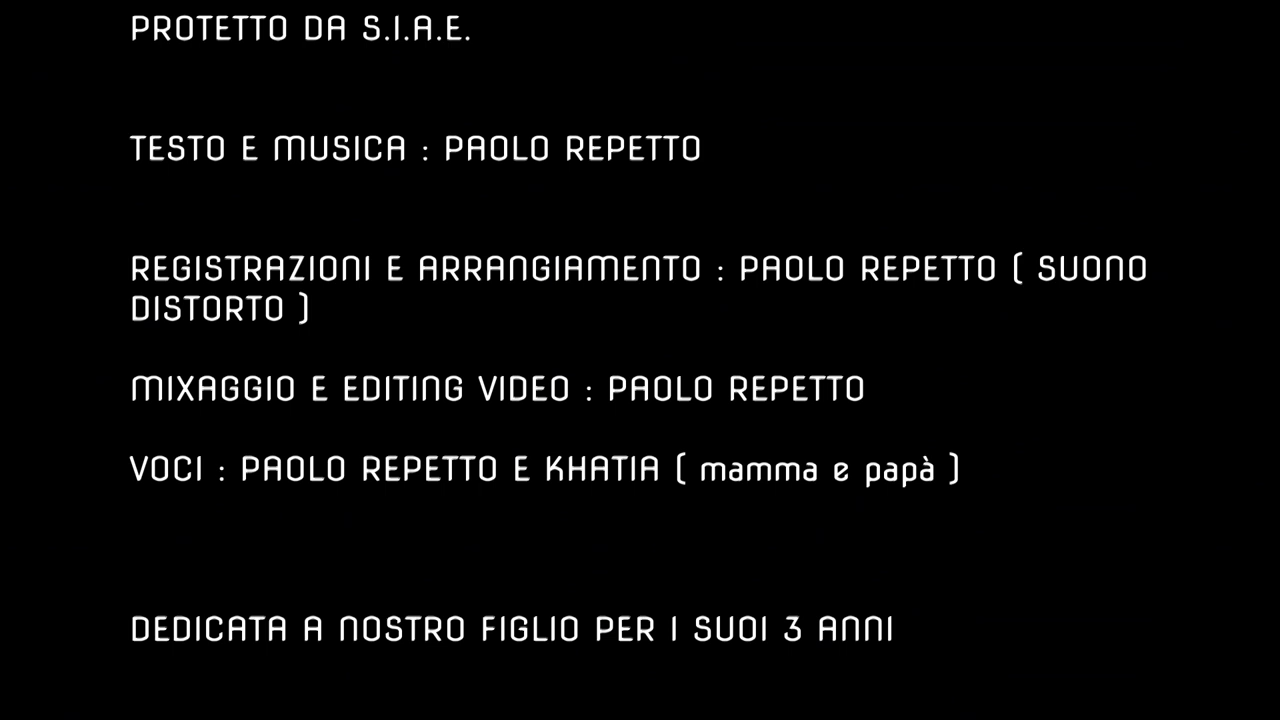 PROTETTO DA S.I.A.E.
TESTO E MUSICA : PAOLO REPETTO
REGISTRAZIONI E ARRANGIAMENTO : PAOLO REPETTO ( SUONO
DISTORTO )
MIXAGGIO E EDITING VIDEO : PAOLO REPETTO
VOCI : PAOLO REPETTO E KHATIA ( mamma e papà )
DEDICATA A NOSTRO FIGLIO PER I SUOI 3 ANNI